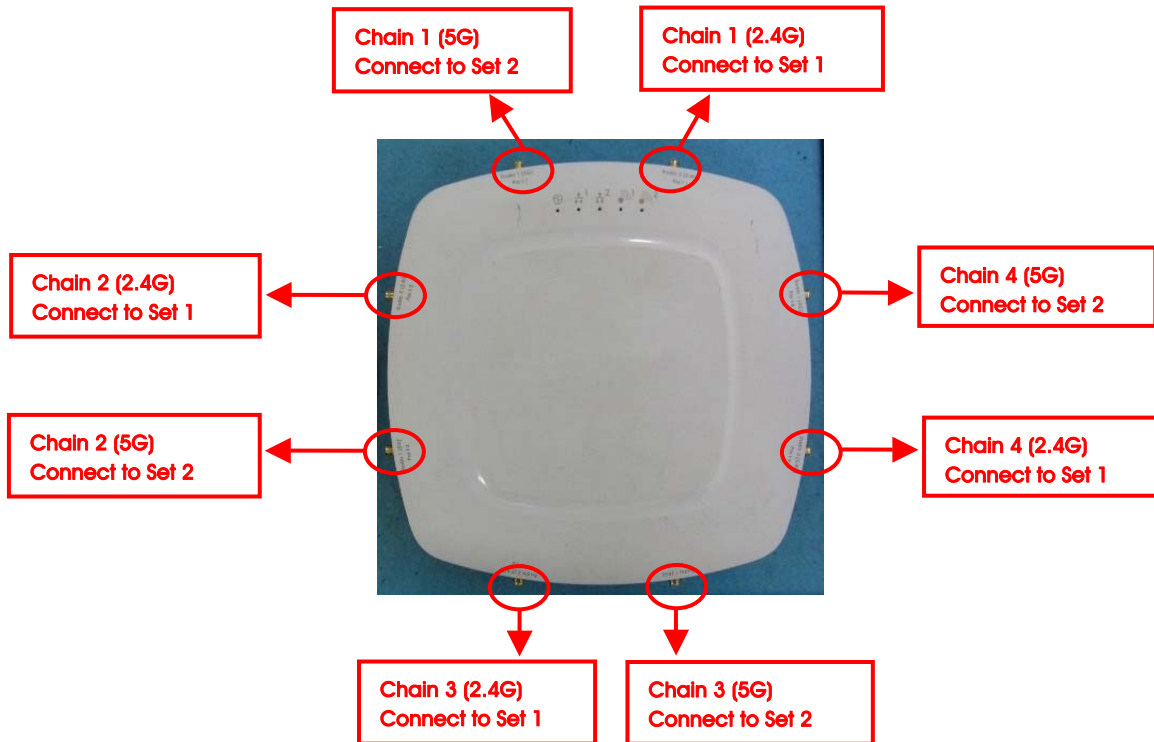 Chain 1 (5G)
Connect to Set 2
Chain 1 (2.4G)
Connect to Set 1
Chain 2 (2.4G)
Connect to Set 1
Chain 4 (5G)
Connect to Set 2
Chain 2 (5G)
Connect to Set 2
Chain 4 (2.4G)
Connect to Set 1
Chain 3 (2.4G)
Connect to Set 1
Chain 3 (5G)
Connect to Set 2